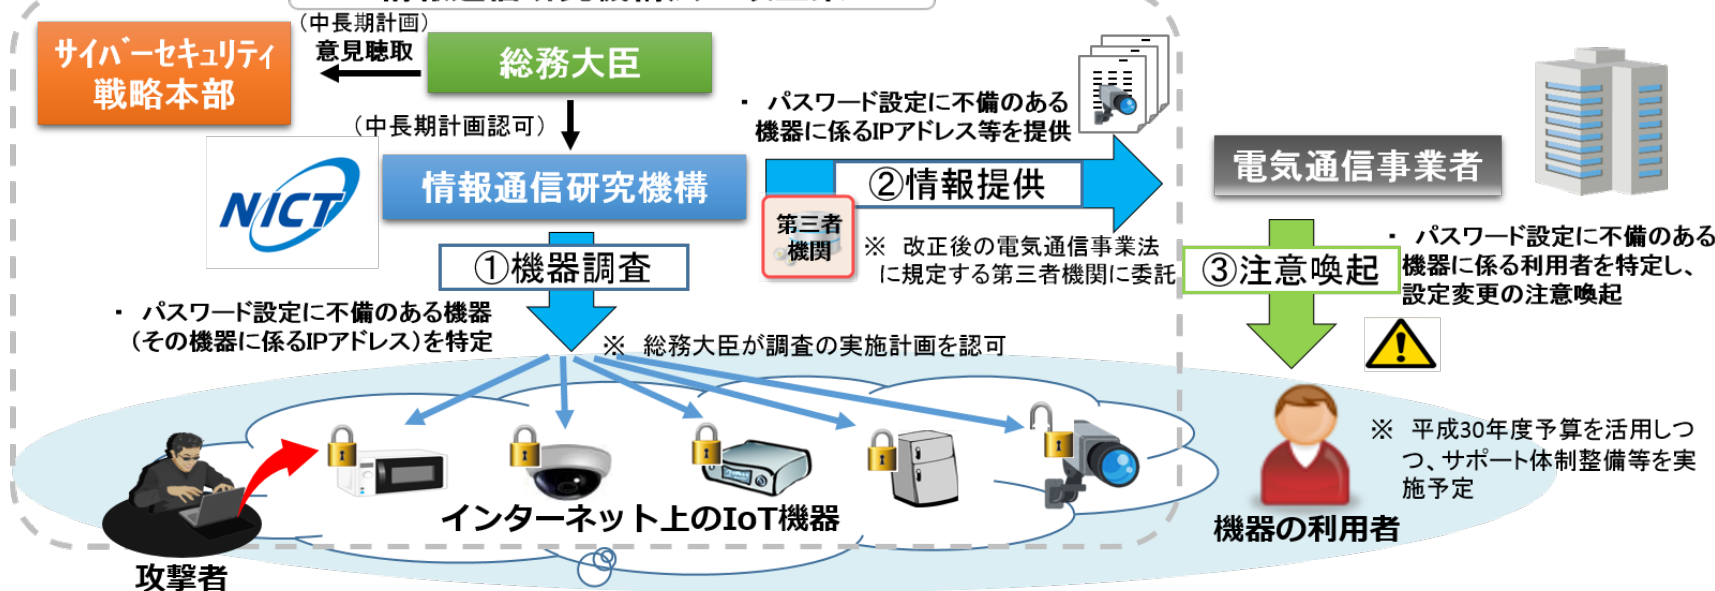 サイバーセキュリティ
戦略本部
(中長期計画)
意見聴取
総務大臣
(中長期計画認可)
NICT
情報通信研究機構
・ パスワード設定に不備のある
機器に係るIPアドレス等を提供
②情報提供
第三者
機関
※ 改正後の電気通信事業法
に規定する第三者機関に委託
電気通信事業者
①機器調査
・ パスワード設定に不備のある機器
(その機器に係るIPアドレス)を特定
※ 総務大臣が調査の実施計画を認可
③注意喚起
・ パスワード設定に不備のある
機器に係る利用者を特定し、
設定変更の注意喚起
※ 平成30年度予算を活用しつ
つ、サポート体制整備等を実
施予定
インターネット上のIoT機器
機器の利用者
攻撃者